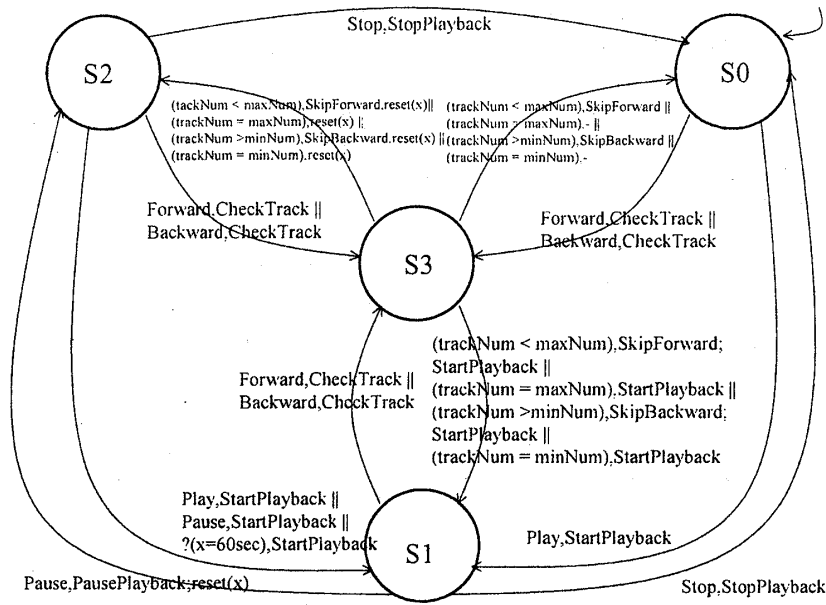 Stop,StopPlayback
S2
S0
(tackNum < maxNum),SkipForward.reset(x)||
(trackNum = maxNum),reset(x) ||
(trackNum >minNum),SkipBackward.reset(x) ||
(trackNum = minNum).reset(x)
(trackNum < maxNum),SkipForward ||
(trackNum = maxNum).- ||
(trackNum >minNum),SkipBackward ||
(trackNum = minNum).-
Forward,CheckTrack ||
Backward,CheckTrack
Forward,CheckTrack ||
Backward,CheckTrack
S3
(trackNum < maxNum),SkipForward;
StartPlayback ||
(trackNum = maxNum),StartPlayback ||
(trackNum >minNum),SkipBackward;
StartPlayback ||
(trackNum = minNum),StartPlayback
Forward,CheckTrack ||
Backward,CheckTrack
Play,StartPlayback ||
Pause,StartPlayback ||
?(x=60sec),StartPlayback
S1
Play,StartPlayback
Pause,PausePlayback;reset(x)
Stop,StopPlayback